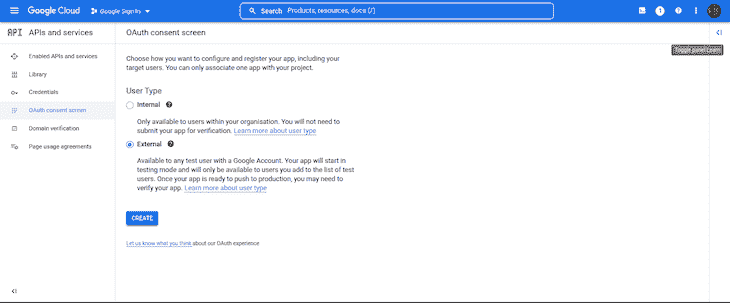 Google Cloud
Google SignIn
Search Products, resources, docs (/)
1
API APIs and services
OAuth consent screen
Toggle panel Learn
Enabled APIs and services
Library
Credentials
OAuth consent screen
Domain verification
Page usage agreements
Choose how you want to configure and register your app, including your
target users. You can only associate one app with your project.
User Type
Internal
Only available to users within your organisation. You will not need to
submit your app for verification. Learn more about user type
External
Available to any test user with a Google Account. Your app will start in
testing mode and will only be available to users you add to the list of test
users. Once your app is ready to push to production, you may need to
verify your app. Learn more about user type
CREATE
Let us know what you think about our OAuth experience